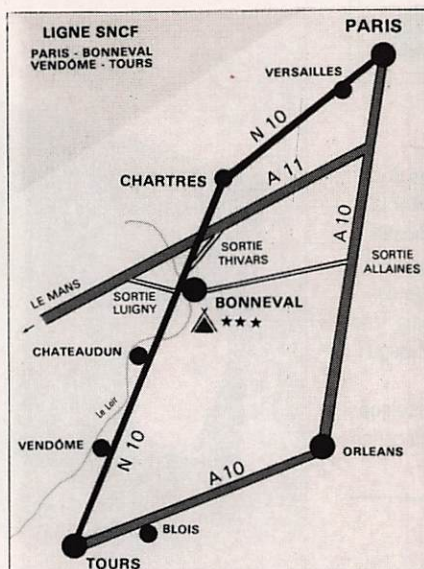 LIGNE SNCF
PARIS - BONNEVAL
VENDÔME - TOURS
PARIS
VERSAILLES
N 10
CHARTRES
A 11
A 10
SORTIE
THIVARS
SORTIE
ALLAINES
LE MANS
SORTIE
LUIGNY
BONNEVAL
★★★
CHATEAUDUN
Le Loir
VENDÔME
N 10
ORLEANS
A 10
BLOIS
TOURS